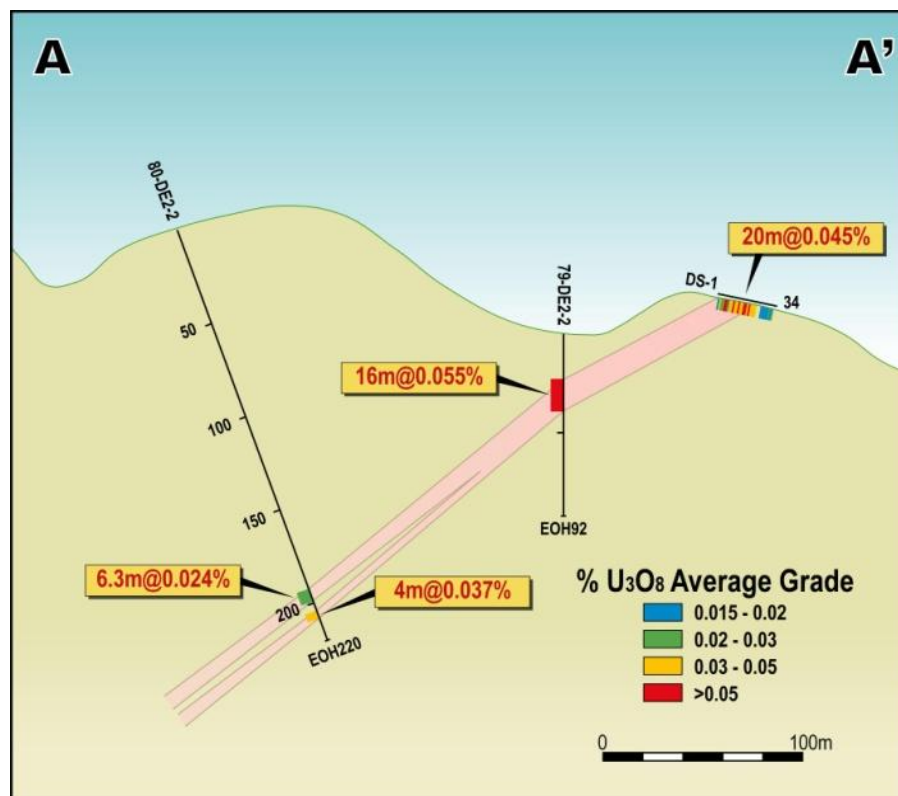 A
A’
80-DE2-2
20m@0.045%
79-DE2-2
DS-1
34
50
16m@0.055%
100
150
EOH92
6.3m@0.024%
4m@0.037%
200
EOH220
% U₃O₈ Average Grade
0.015 - 0.02
0.02 - 0.03
0.03 - 0.05
>0.05
0
100m